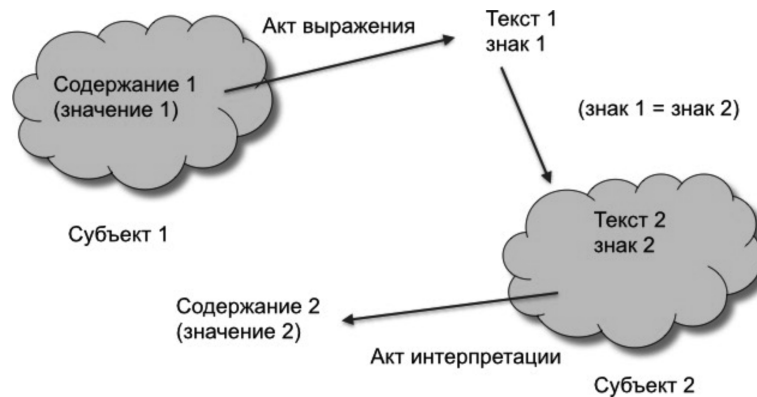 Акт выражения
Текст 1
знак 1
Содержание 1
(значение 1)
(знак 1 = знак 2)
Субъект 1
Текст 2
знак 2
Содержание 2
(значение 2)
Акт интерпретации
Субъект 2